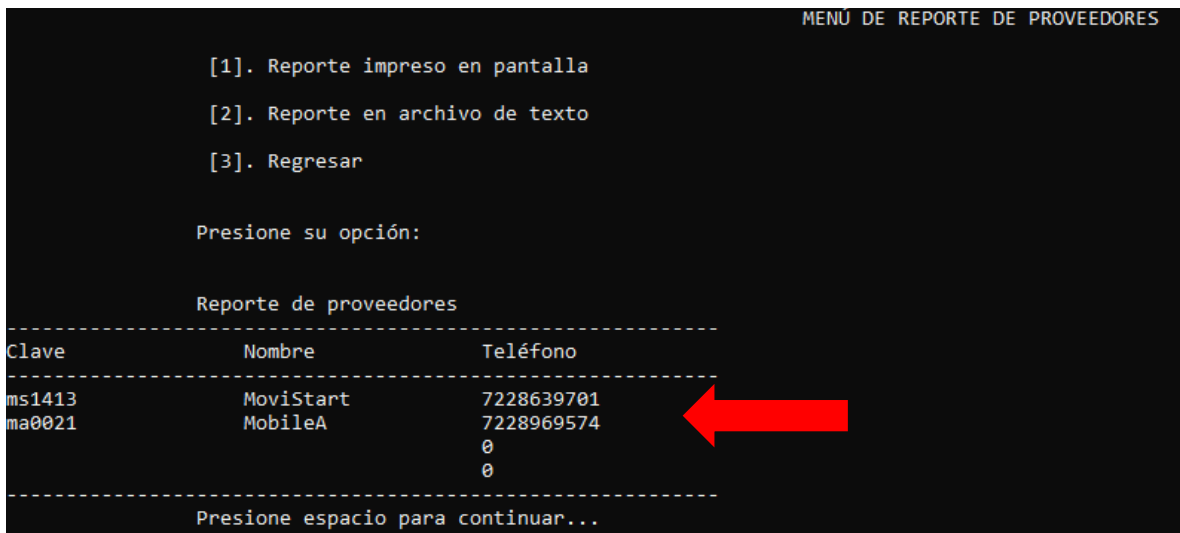 MENÚ DE REPORTE DE PROVEEDORES
[1]. Reporte impreso en pantalla
[2]. Reporte en archivo de texto
[3]. Regresar
Presione su opción:
Reporte de proveedores
------------------------------------------------------------
Clave Nombre Teléfono
------------------------------------------------------------
ms1413 MoviStart 7228639701
ma0021 MobileA 7228969574
0
0
------------------------------------------------------------
Presione espacio para continuar...